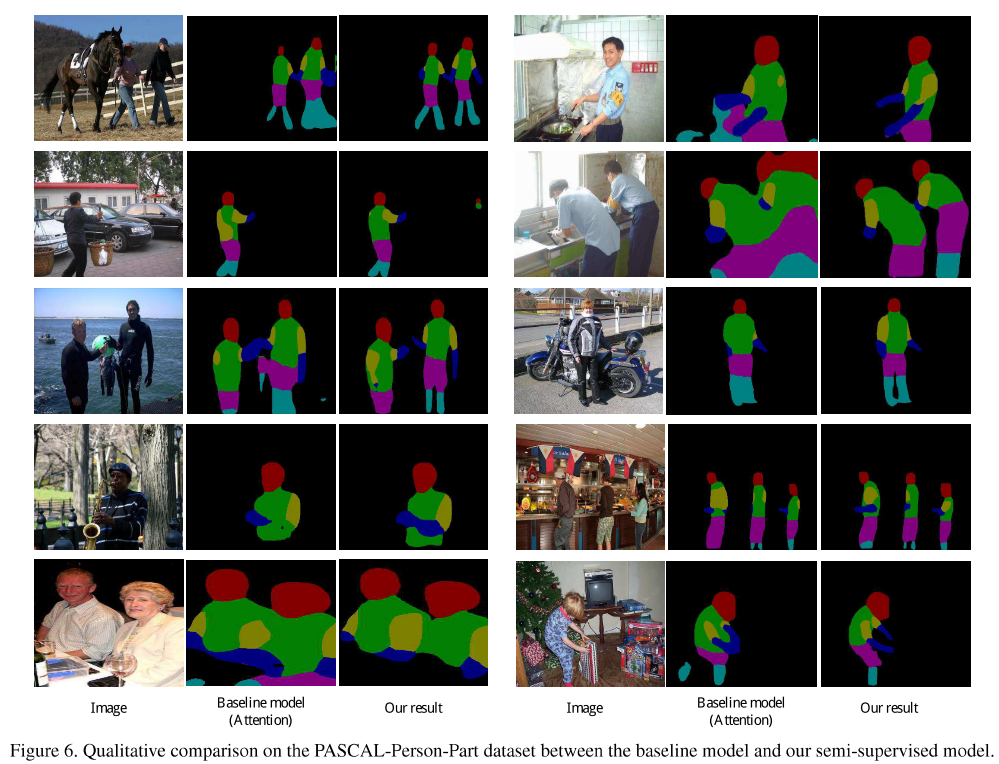 Image
Baseline model
(Attention)
Our result
Image
Baseline model
(Attention)
Our result
Figure 6. Qualitative comparison on the PASCAL-Person-Part dataset between the baseline model and our semi-supervised model.